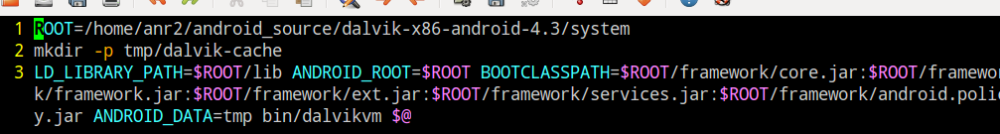 1 ROOT=/home/anr2/android_source/dalvik-x86-android-4.3/system
2 mkdir -p tmp/dalvik-cache
3 LD_LIBRARY_PATH=$ROOT/lib ANDROID_ROOT=$ROOT BOOTCLASSPATH=$ROOT/framework/core.jar:$ROOT/framewor
k/framework.jar:$ROOT/framework/ext.jar:$ROOT/framework/services.jar:$ROOT/framework/android.polic
y.jar ANDROID_DATA=tmp bin/dalvikvm $@